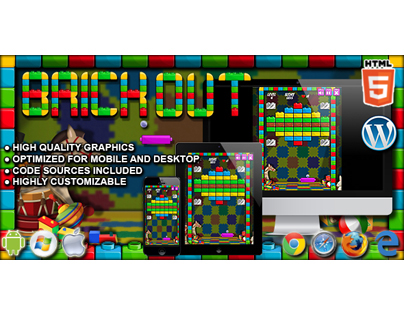 BRICK OUT
HTML
5
● HIGH QUALITY GRAPHICS
● OPTIMIZED FOR MOBILE AND DESKTOP
● CODE SOURCES INCLUDED
● HIGHLY CUSTOMIZABLE